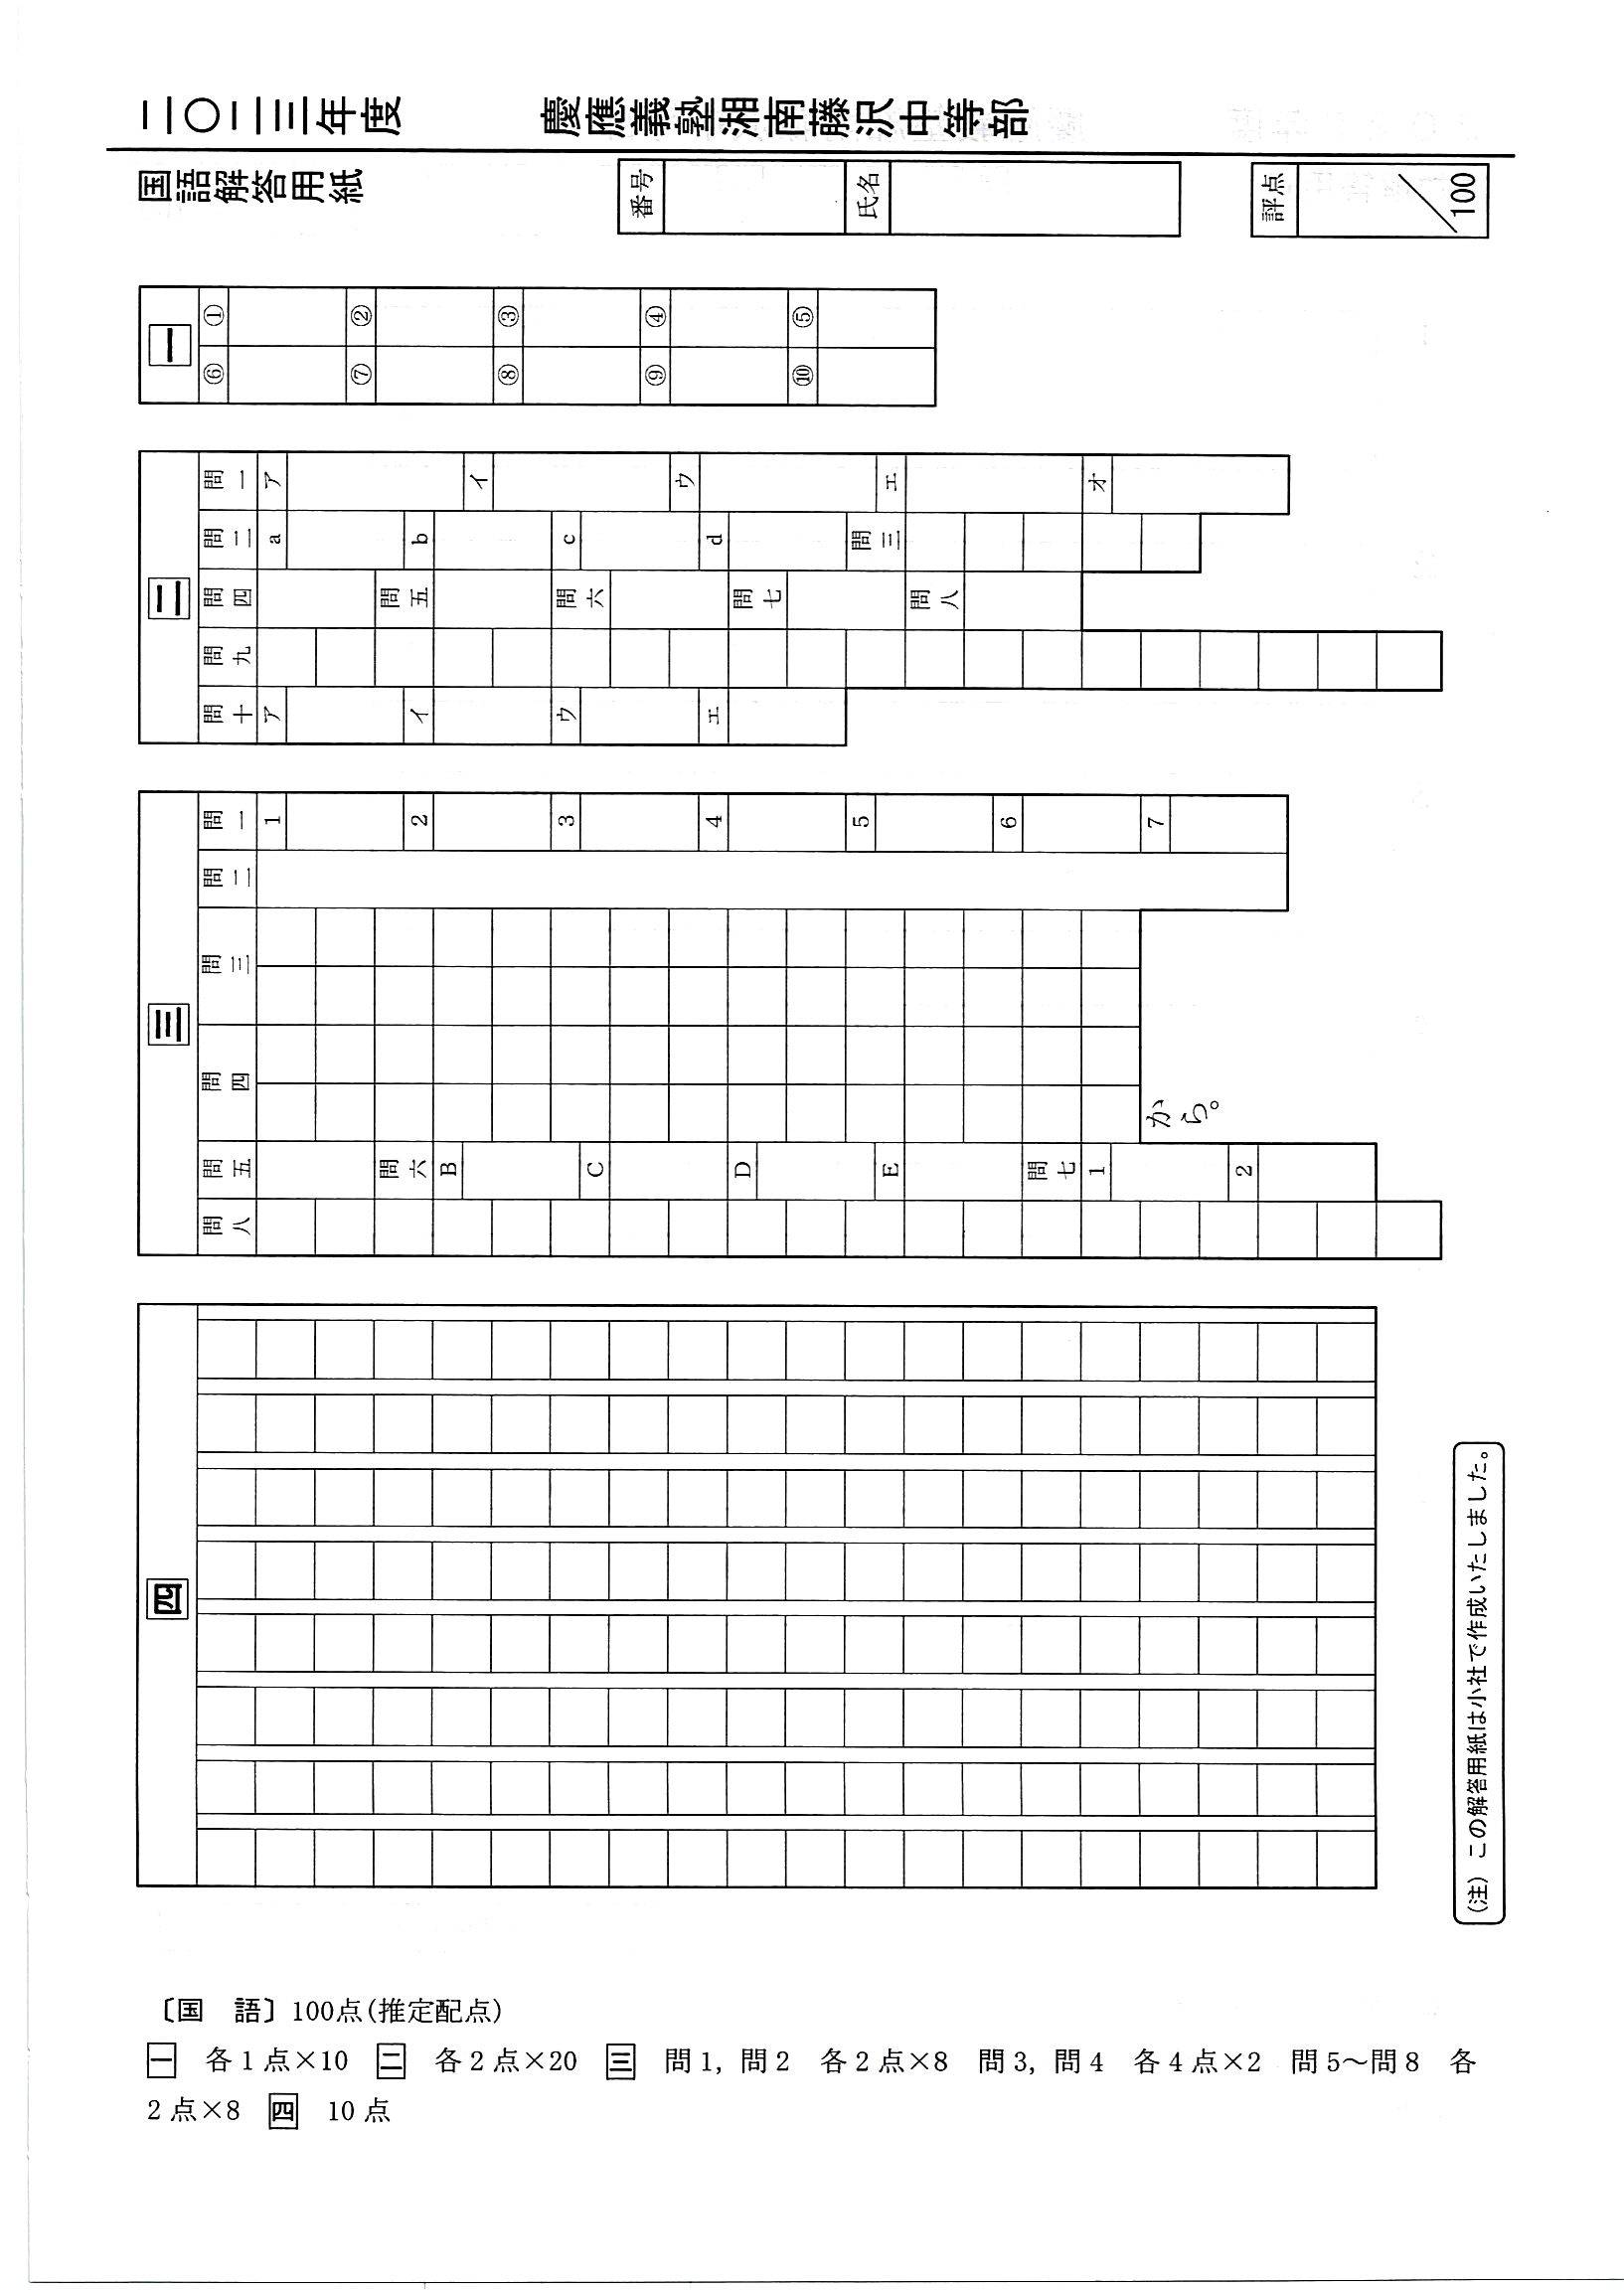 二〇二三年度　慶應義塾湘南藤沢中等部
国語解答用紙　番号　氏名　評点　／100
一
① ② ③ ④ ⑤
⑥ ⑦ ⑧ ⑨ ⑩
二
問一 ア イ ウ エ オ
問二 a b c d 問三
問四 問五 問六 問七 問八
問九
問十 ア イ ウ エ
三
問一 1 2 3 4 5 6 7
問二
問三
問四 から。
問五 問六 B C D E 問七 1 2
問八
四
（注）この解答用紙は小社で作成いたしました。
〔国　語〕100点（推定配点）
一　各1点×10　二　各2点×20　三　問1，問2　各2点×8　問3，問4　各4点×2　問5～問8　各
2点×8　四　10点